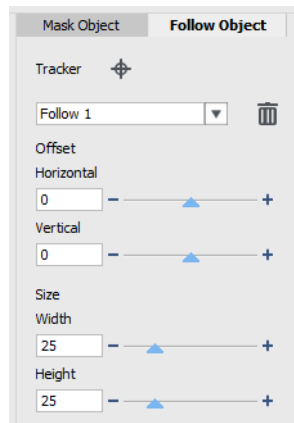 Mask Object Follow Object
Tracker
Follow 1
Offset
Horizontal
0
Vertical
0
Size
Width
25
Height
25